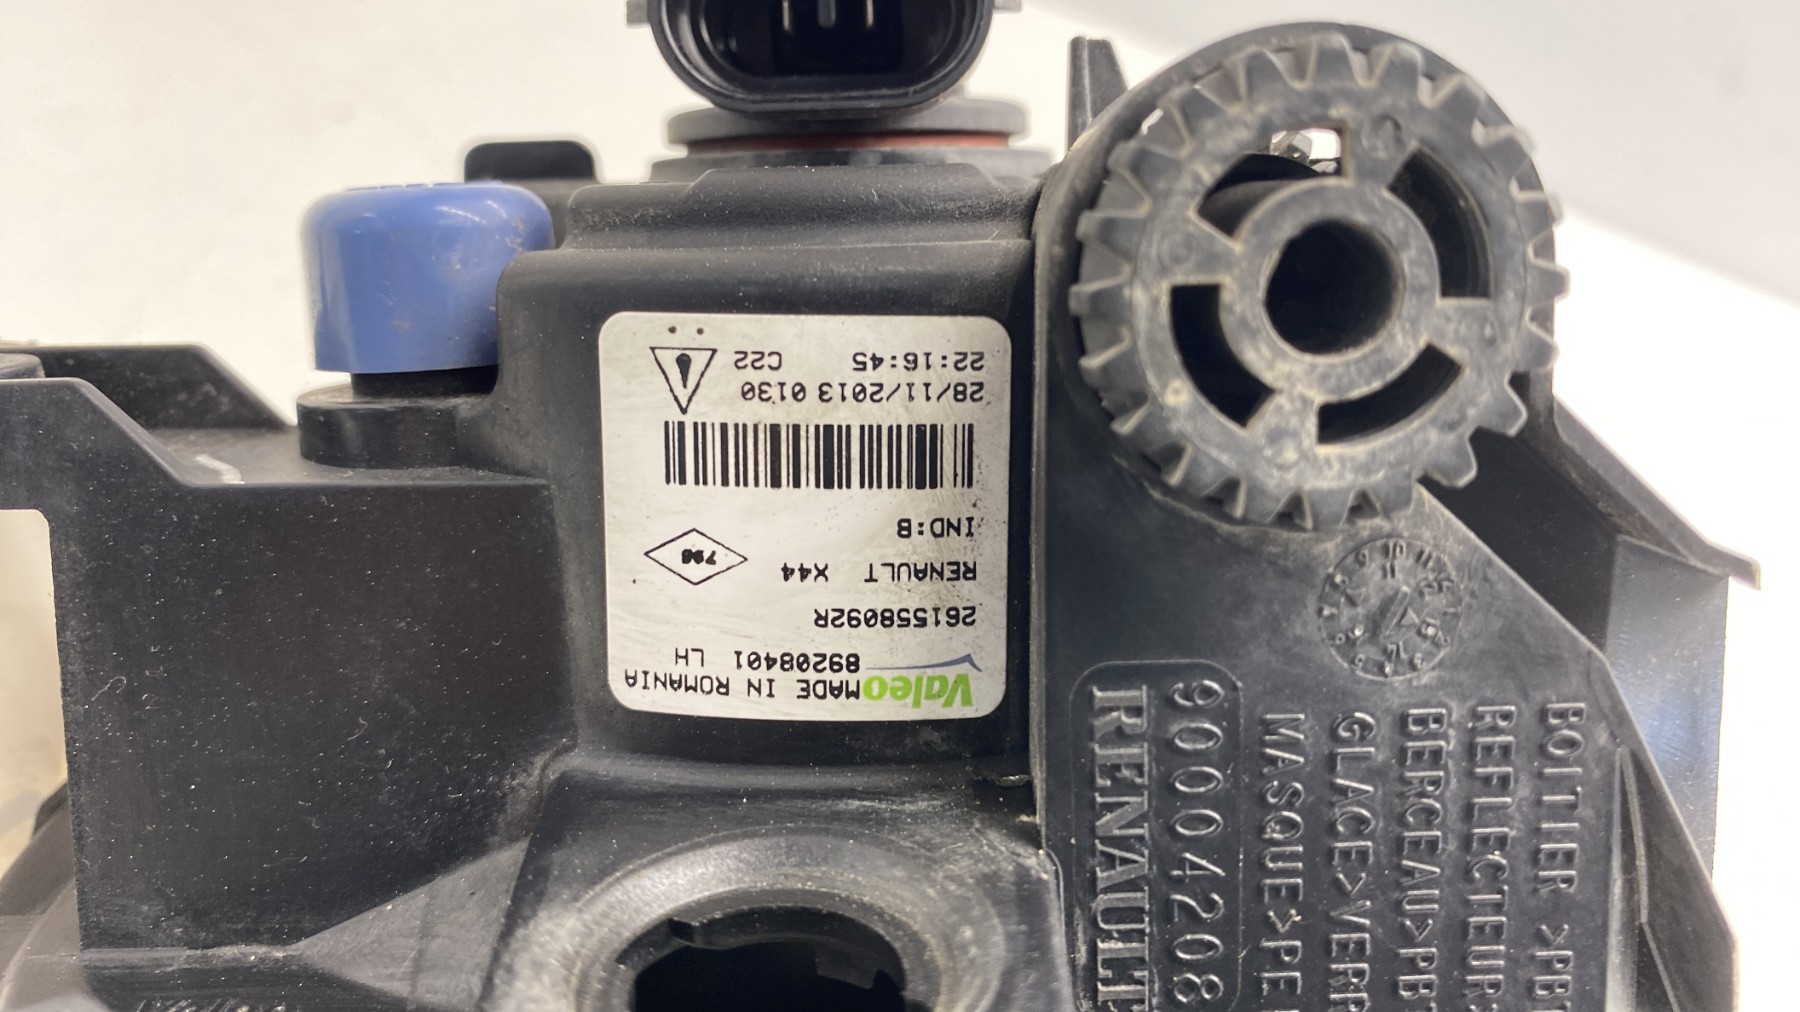 Valeo MADE IN ROMANIA
89208401 LH
261558092R
RENAULT X44
IND:B
28/11/2013 0130
22:16:45 C22
BOITIER >PBT
REFLECTEUR>
BERCEAU>PBT
GLACE>VERR
MASQUE>PE
90004208
RENAULT